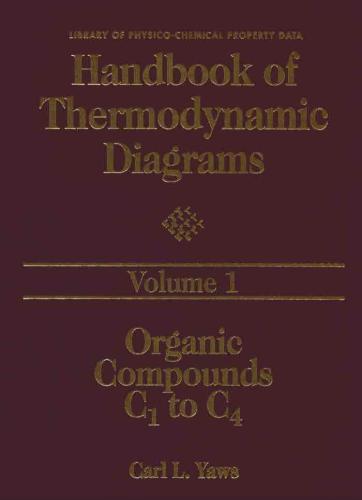 LIBRARY OF PHYSICO-CHEMICAL PROPERTY DATA
Handbook of
Thermodynamic
Diagrams
Volume 1
Organic
Compounds
C₁ to C₄
Carl L. Yaws